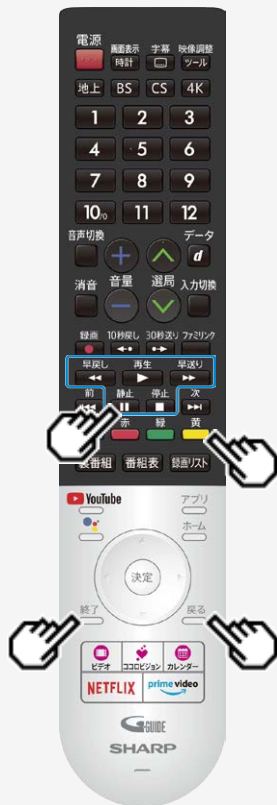 電源
画面表示 字幕 映像調整
時計 ツール
地上 BS CS 4K
1 2 3
4 5 6
7 8 9
10/0 11 12
音声切換 データ
d
消音 音量 選局 入力切換
録画 10秒戻し 30秒送り ファミリンク
早戻し 再生 早送り
前 静止 停止 次
赤 緑 黄
裏番組 番組表 録画リスト
YouTube アプリ
ホーム
決定
終了 戻る
ビデオ ココロビジョン カレンダー
NETFLIX prime video
G-GUIDE
SHARP